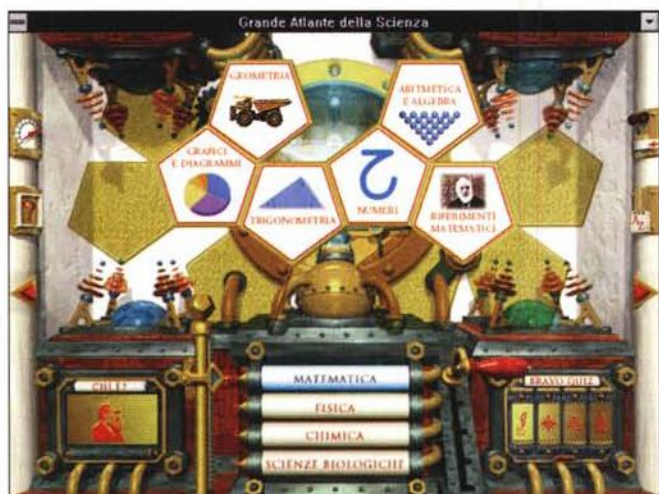 Grande Atlante della Scienza
GEOMETRIA
ARITMETICA
E ALGEBRA
GRAFICI
E DIAGRAMMI
TRIGONOMETRIA
NUMERI
RIFERIMENTI
MATEMATICI
CHI È?
MATEMATICA
BRAVO QUIZ
FISICA
CHIMICA
SCIENZE BIOLOGICHE